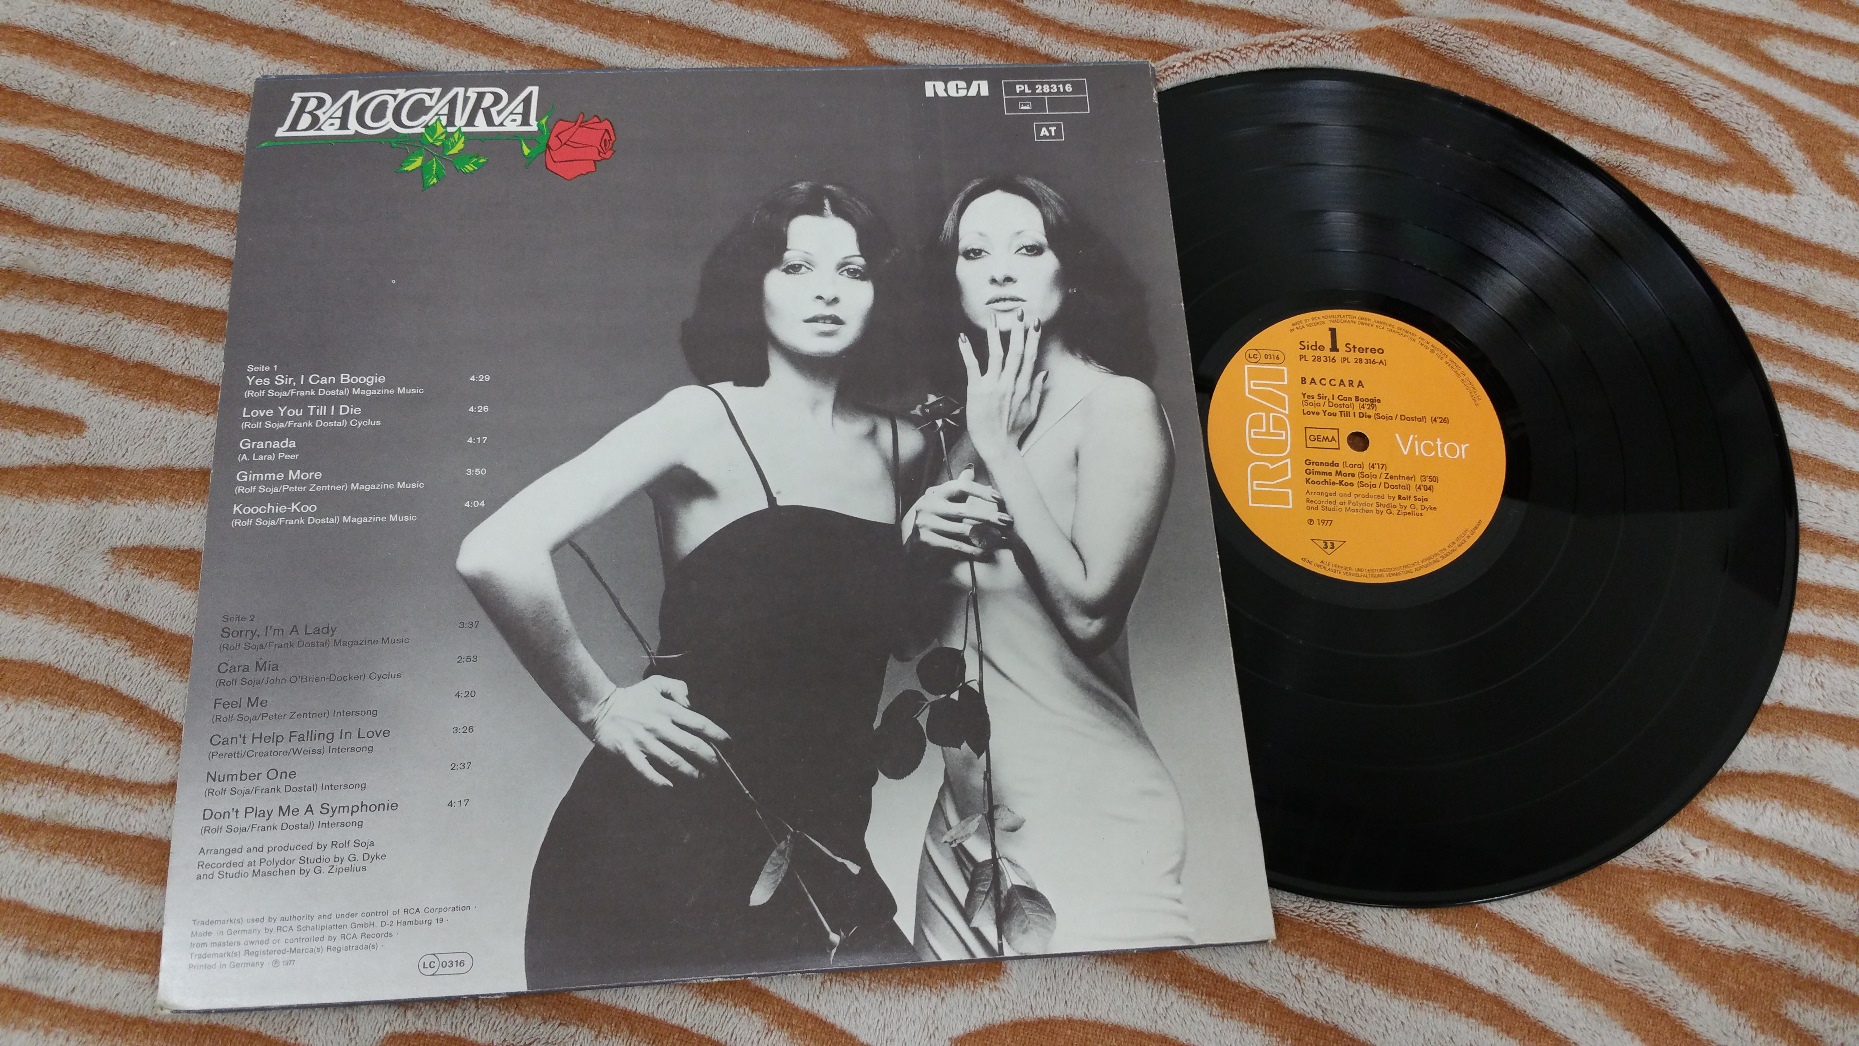 BACCARA
RCA
PL 28316
AT
Seite 1
Yes Sir, I Can Boogie 4:29
(Rolf Soja/Frank Dostal) Magazine Music
Love You Till I Die 4:26
(Rolf Soja/Frank Dostal) Cyclus
Granada 4:17
(A. Lara) Peer
Gimme More 3:50
(Rolf Soja/Peter Zentner) Magazine Music
Koochie-Koo 4:04
(Rolf Soja/Frank Dostal) Magazine Music
Seite 2
Sorry, I'm A Lady 3:37
(Rolf Soja/Frank Dostal) Magazine Music
Cara Mia 2:53
(Rolf Soja/John O'Brien-Docker) Cyclus
Feel Me 4:20
(Rolf Soja/Peter Zentner) Intersong
Can't Help Falling In Love 3:26
(Peretti/Creatore/Weiss) Intersong
Number One 2:37
(Rolf Soja/Frank Dostal) Intersong
Don't Play Me A Symphonie 4:17
(Rolf Soja/Frank Dostal) Intersong
Arranged and produced by Rolf Soja
Recorded at Polydor Studio by G. Dyke
and Studio Maschen by G. Zipelius
Trademark(s) used by authority and under control of RCA Corporation ·
Made in Germany by RCA Schallplatten GmbH. D-2 Hamburg 19 ·
from masters owned or controlled by RCA Records ·
Trademark(s) Registered-Marca(s) Registrada(s) ·
Printed in Germany ℗ 1977
LC 0316
LC 0316
Side 1 Stereo
PL 28316 (PL 28316-A)
RCA
BACCARA
Yes Sir, I Can Boogie
(Soja / Dostal) (4'29)
Love You Till I Die (Soja / Dostal) (4'26)
GEMA
Victor
Granada (Lara) (4'17)
Gimme More (Soja / Zentner) (3'50)
Koochie-Koo (Soja / Dostal) (4'04)
Arranged and produced by Rolf Soja
Recorded at Polydor Studio by G. Dyke
and Studio Maschen by G. Zipelius
℗ 1977
33